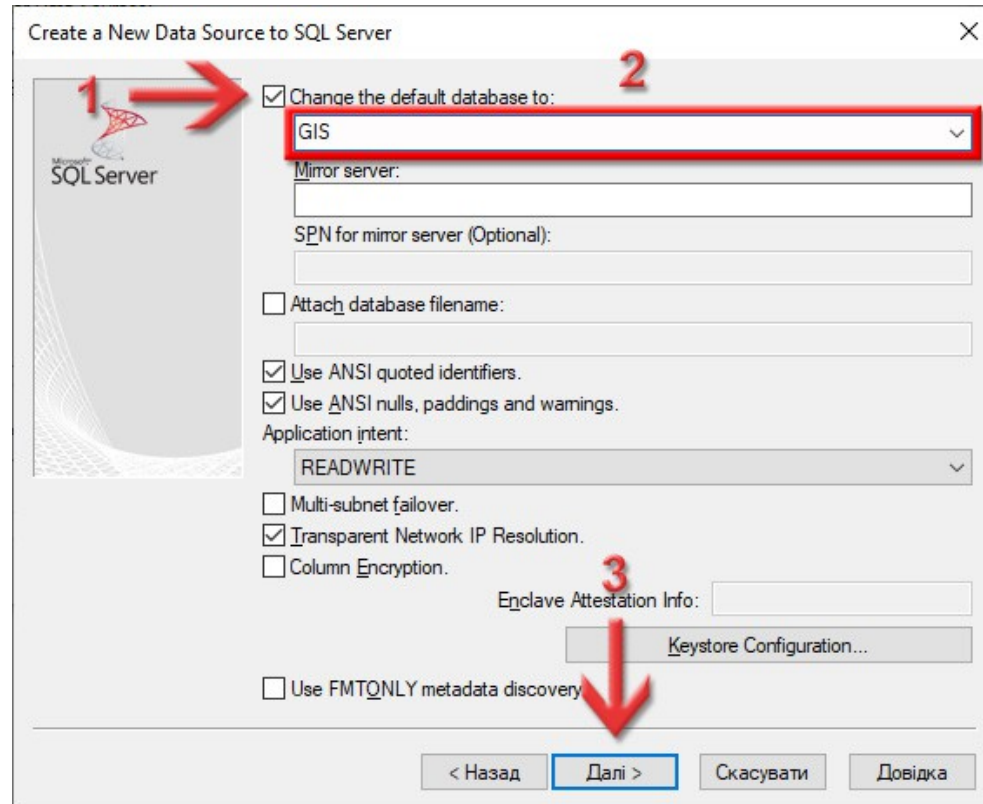 Create a New Data Source to SQL Server
1
2
Change the default database to:
GIS
Microsoft®
SQL Server
Mirror server:
SPN for mirror server (Optional):
Attach database filename:
Use ANSI quoted identifiers.
Use ANSI nulls, paddings and warnings.
Application intent:
READWRITE
Multi-subnet failover.
Transparent Network IP Resolution.
Column Encryption.
3
Enclave Attestation Info:
Keystore Configuration...
Use FMTONLY metadata discovery
< Назад Далі > Скасувати Довідка